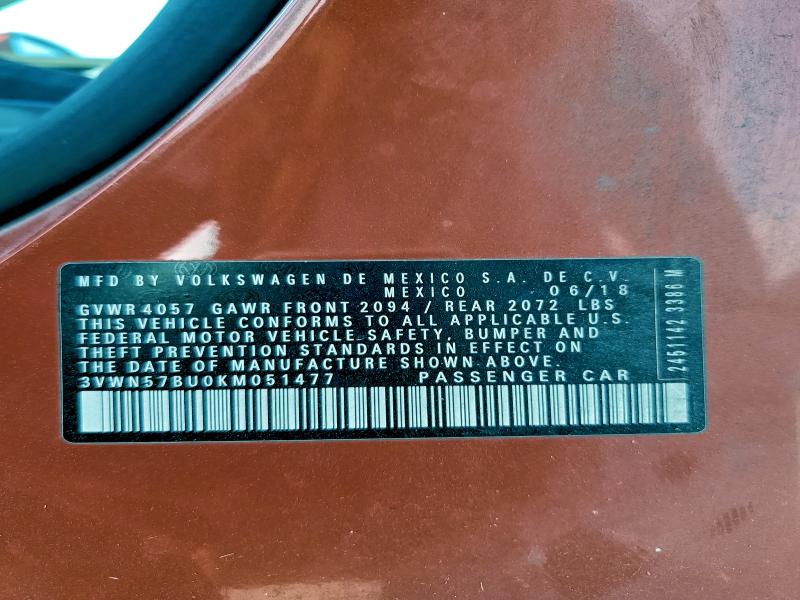 MFD BY VOLKSWAGEN DE MEXICO S.A. DE C.V.
MEXICO 06/18
GVWR 4057 GAWR FRONT 2094 / REAR 2072 LBS
THIS VEHICLE CONFORMS TO ALL APPLICABLE U.S.
FEDERAL MOTOR VEHICLE SAFETY, BUMPER AND
THEFT PREVENTION STANDARDS IN EFFECT ON
THE DATE OF MANUFACTURE SHOWN ABOVE.
3VWN57BU0KM051477 PASSENGER CAR
2451142 3386 M